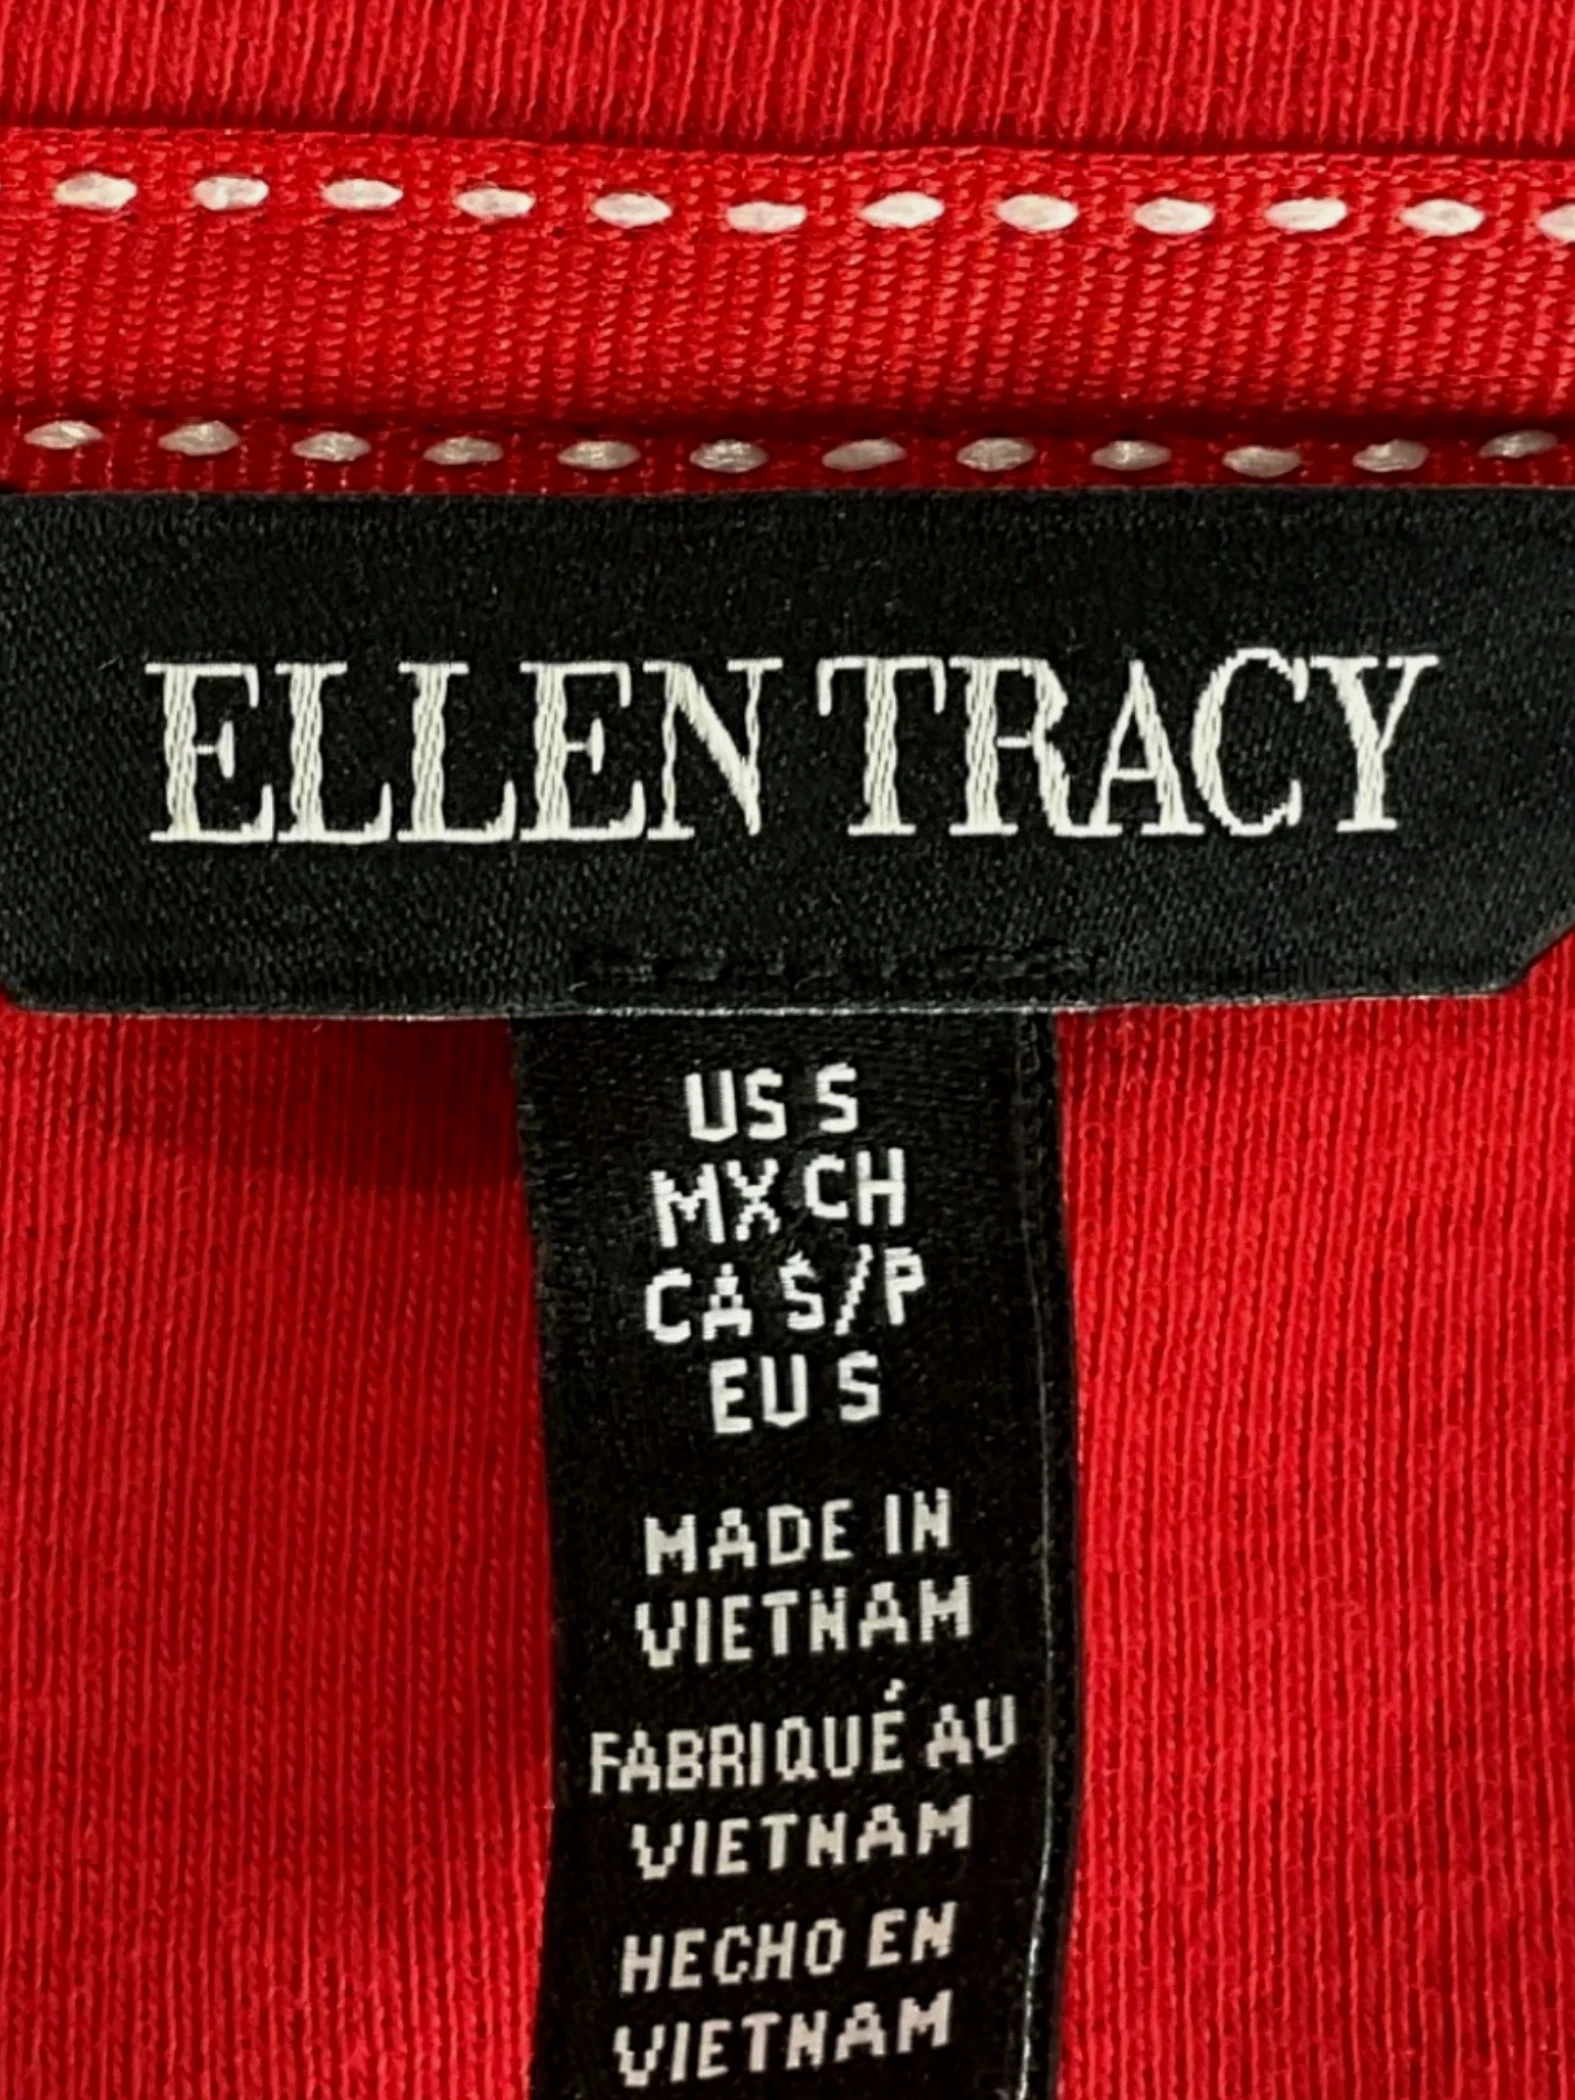 ELLEN TRACY
US S
MX CH
CA S/P
EU S
MADE IN
VIETNAM
FABRIQUÉ AU
VIETNAM
HECHO EN
VIETNAM